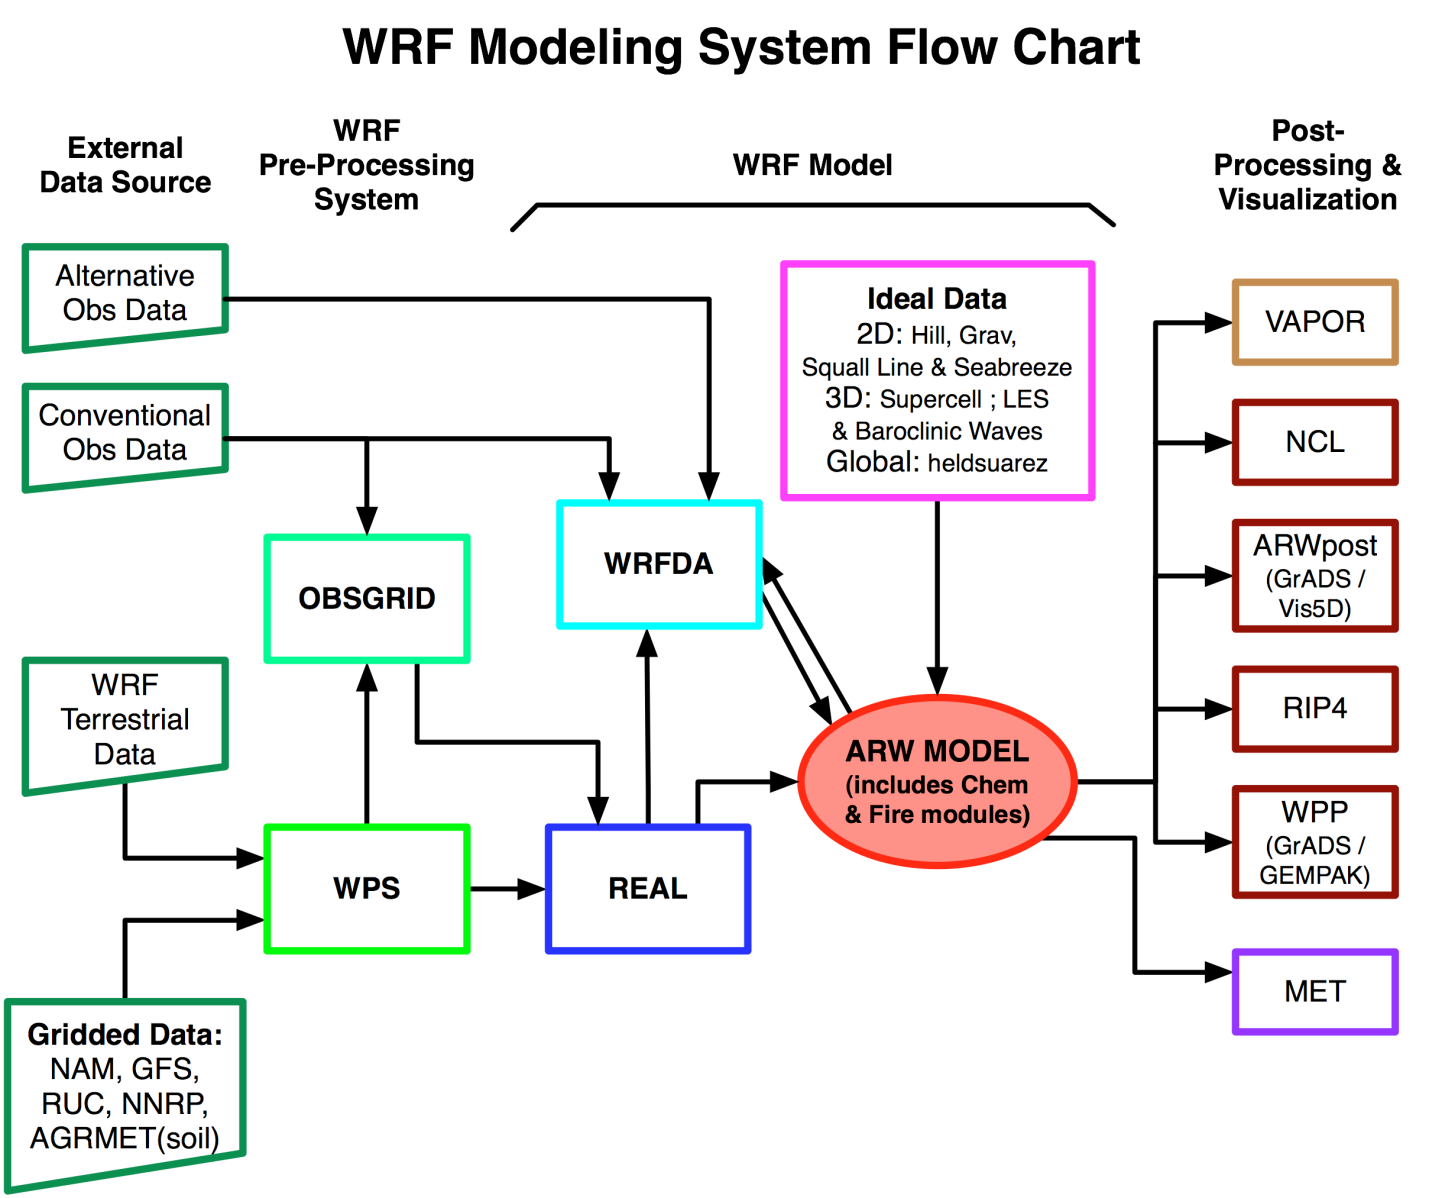 WRF Modeling System Flow Chart
External
Data Source
WRF
Pre-Processing
System
WRF Model
Post-
Processing &
Visualization
Alternative
Obs Data
Conventional
Obs Data
WRF
Terrestrial
Data
Gridded Data:
NAM, GFS,
RUC, NNRP,
AGRMET(soil)
OBSGRID
WPS
WRFDA
REAL
Ideal Data
2D: Hill, Grav,
Squall Line & Seabreeze
3D: Supercell ; LES
& Baroclinic Waves
Global: heldsuarez
ARW MODEL
(includes Chem
& Fire modules)
VAPOR
NCL
ARWpost
(GrADS /
Vis5D)
RIP4
WPP
(GrADS /
GEMPAK)
MET